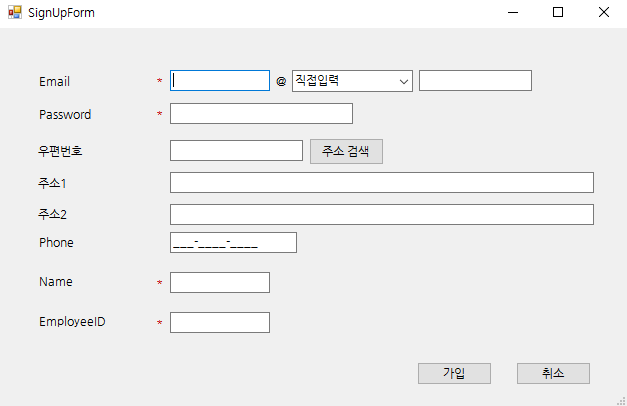 SignUpForm
Email * @ 직접입력
Password *
우편번호 주소 검색
주소1
주소2
Phone ___-____-____
Name *
EmployeeID *
가입 취소